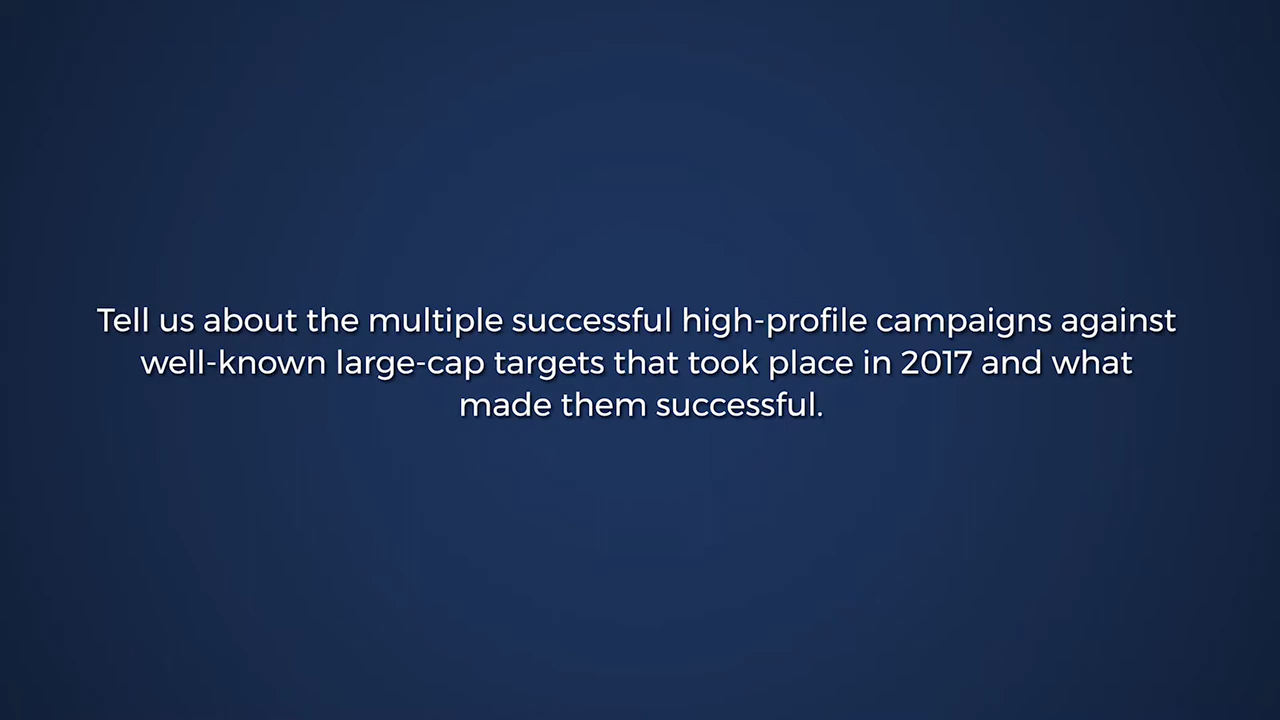 Tell us about the multiple successful high-profile campaigns against
well-known large-cap targets that took place in 2017 and what
made them successful.